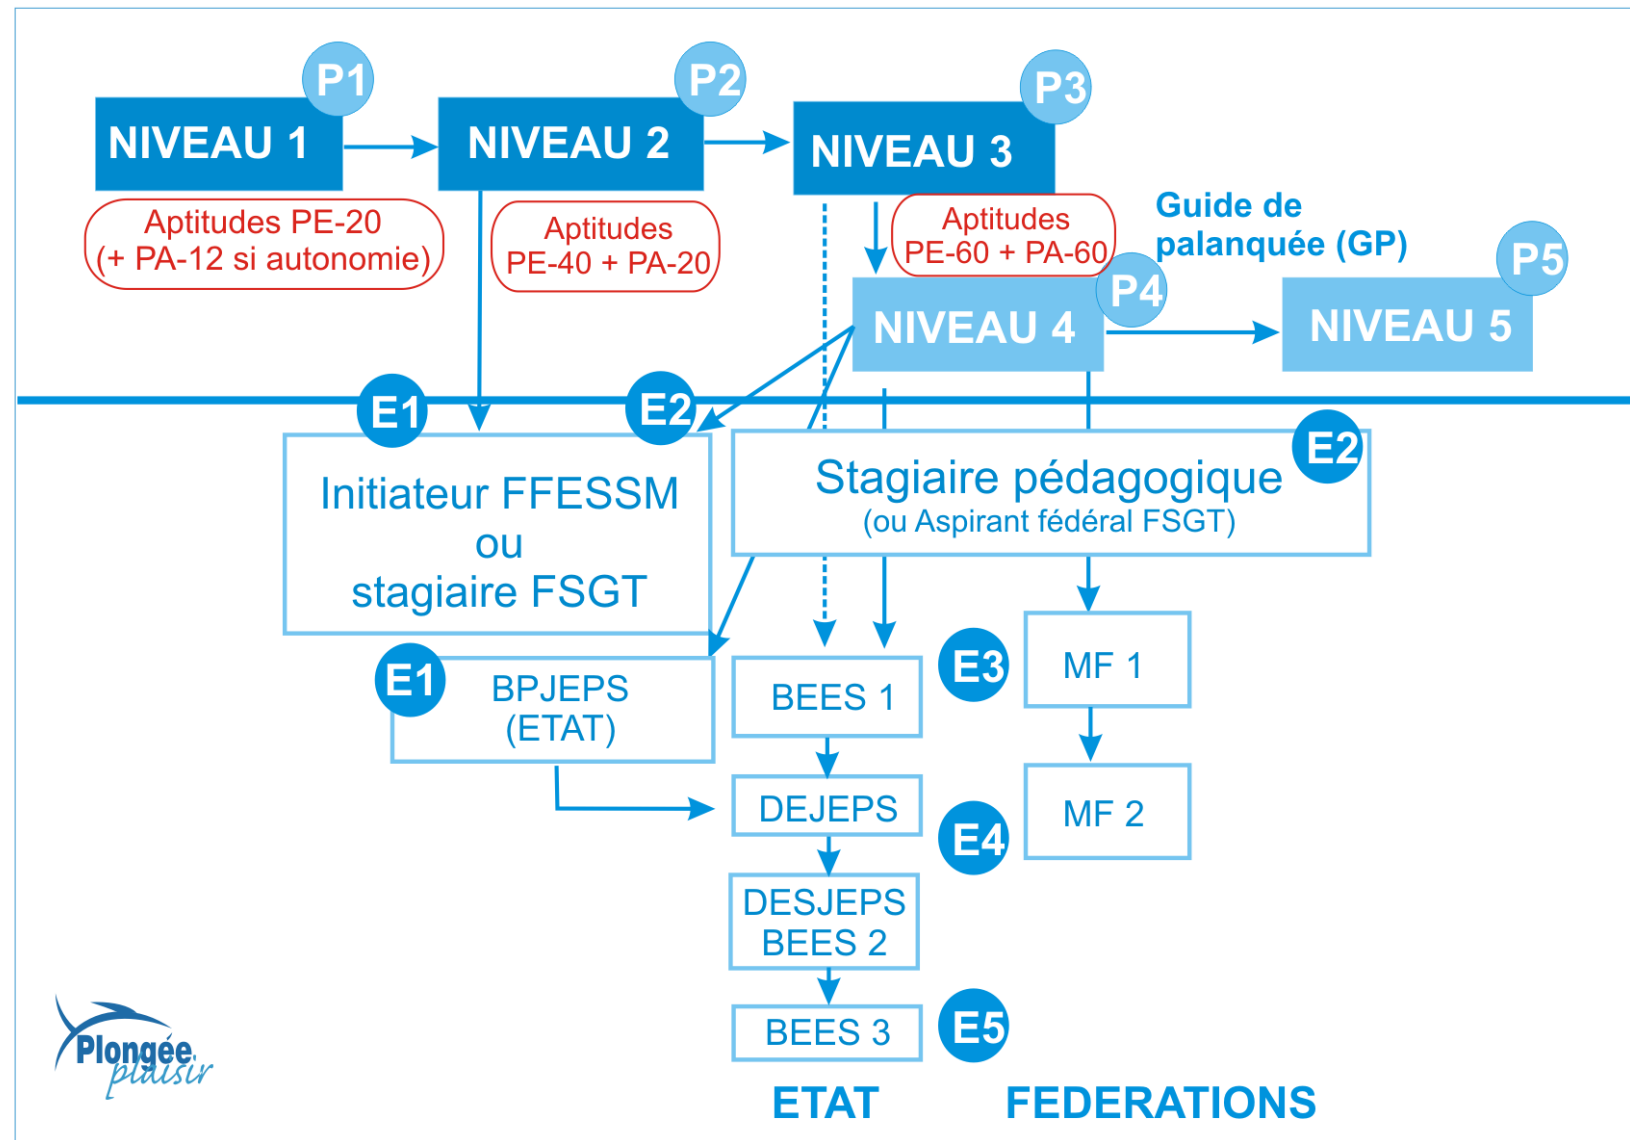 P1
P2
P3
NIVEAU 1
NIVEAU 2
NIVEAU 3
Aptitudes PE-20
(+ PA-12 si autonomie)
Aptitudes
PE-40 + PA-20
Aptitudes
PE-60 + PA-60
Guide de
palanquée (GP)
P4
P5
NIVEAU 4
NIVEAU 5
E1
E2
Initiateur FFESSM
ou
stagiaire FSGT
E2
Stagiaire pédagogique
(ou Aspirant fédéral FSGT)
E1
BPJEPS
(ETAT)
BEES 1
E3
MF 1
DEJEPS
E4
MF 2
DESJEPS
BEES 2
BEES 3
E5
Plongée
plaisir
ETAT
FEDERATIONS